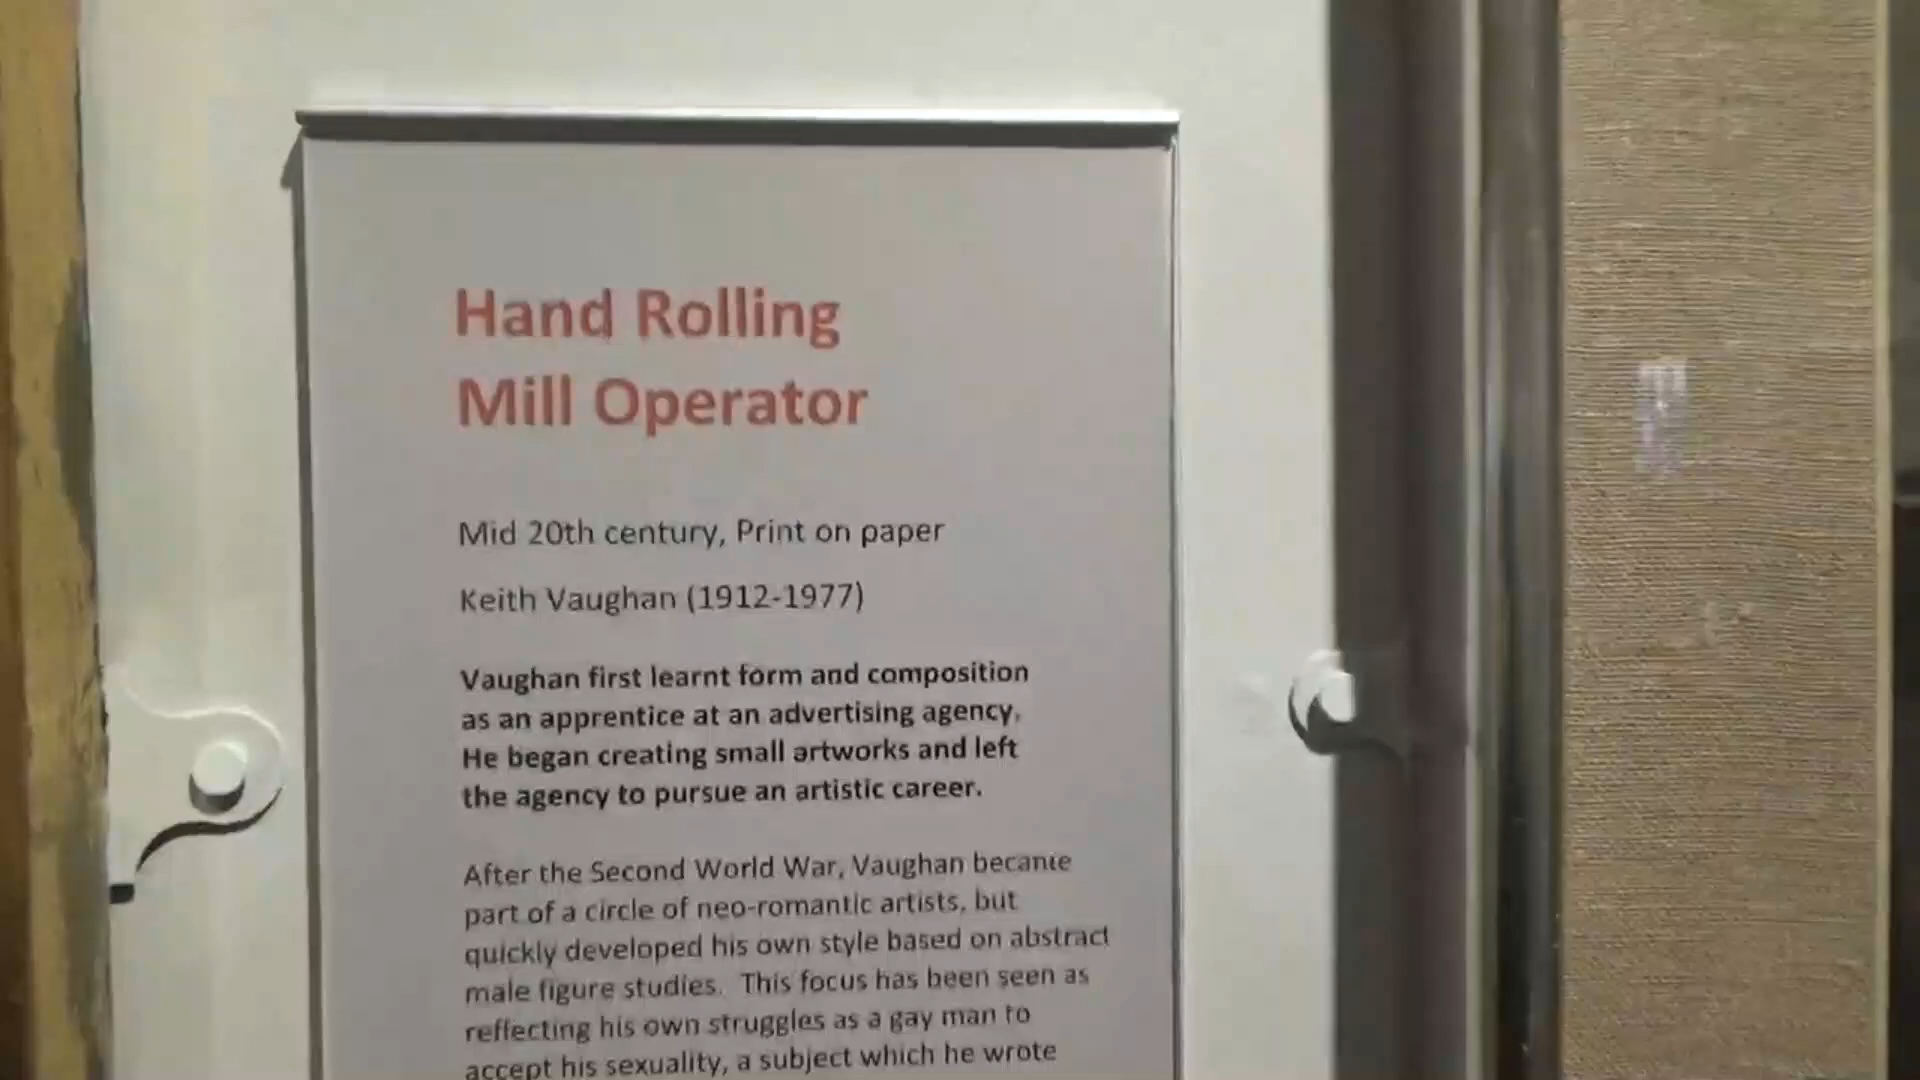 Hand Rolling
Mill Operator
Mid 20th century, Print on paper
Keith Vaughan (1912-1977)
Vaughan first learnt form and composition
as an apprentice at an advertising agency.
He began creating small artworks and left
the agency to pursue an artistic career.
After the Second World War, Vaughan became
part of a circle of neo-romantic artists, but
quickly developed his own style based on abstract
male figure studies.  This focus has been seen as
reflecting his own struggles as a gay man to
accept his sexuality, a subject which he wrote